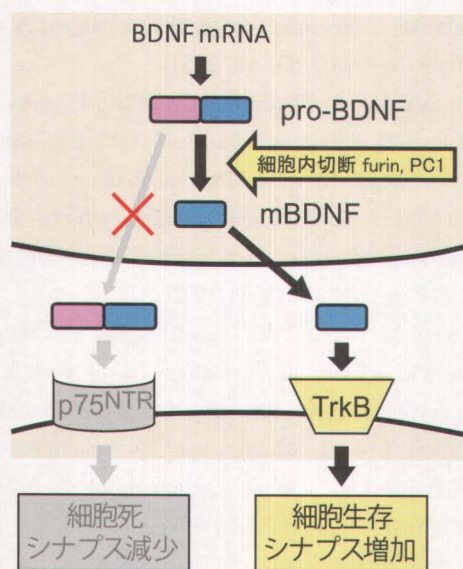 BDNF mRNA
pro-BDNF
細胞内切断 furin, PC1
mBDNF
p75NTR
TrkB
細胞死
シナプス減少
細胞生存
シナプス増加